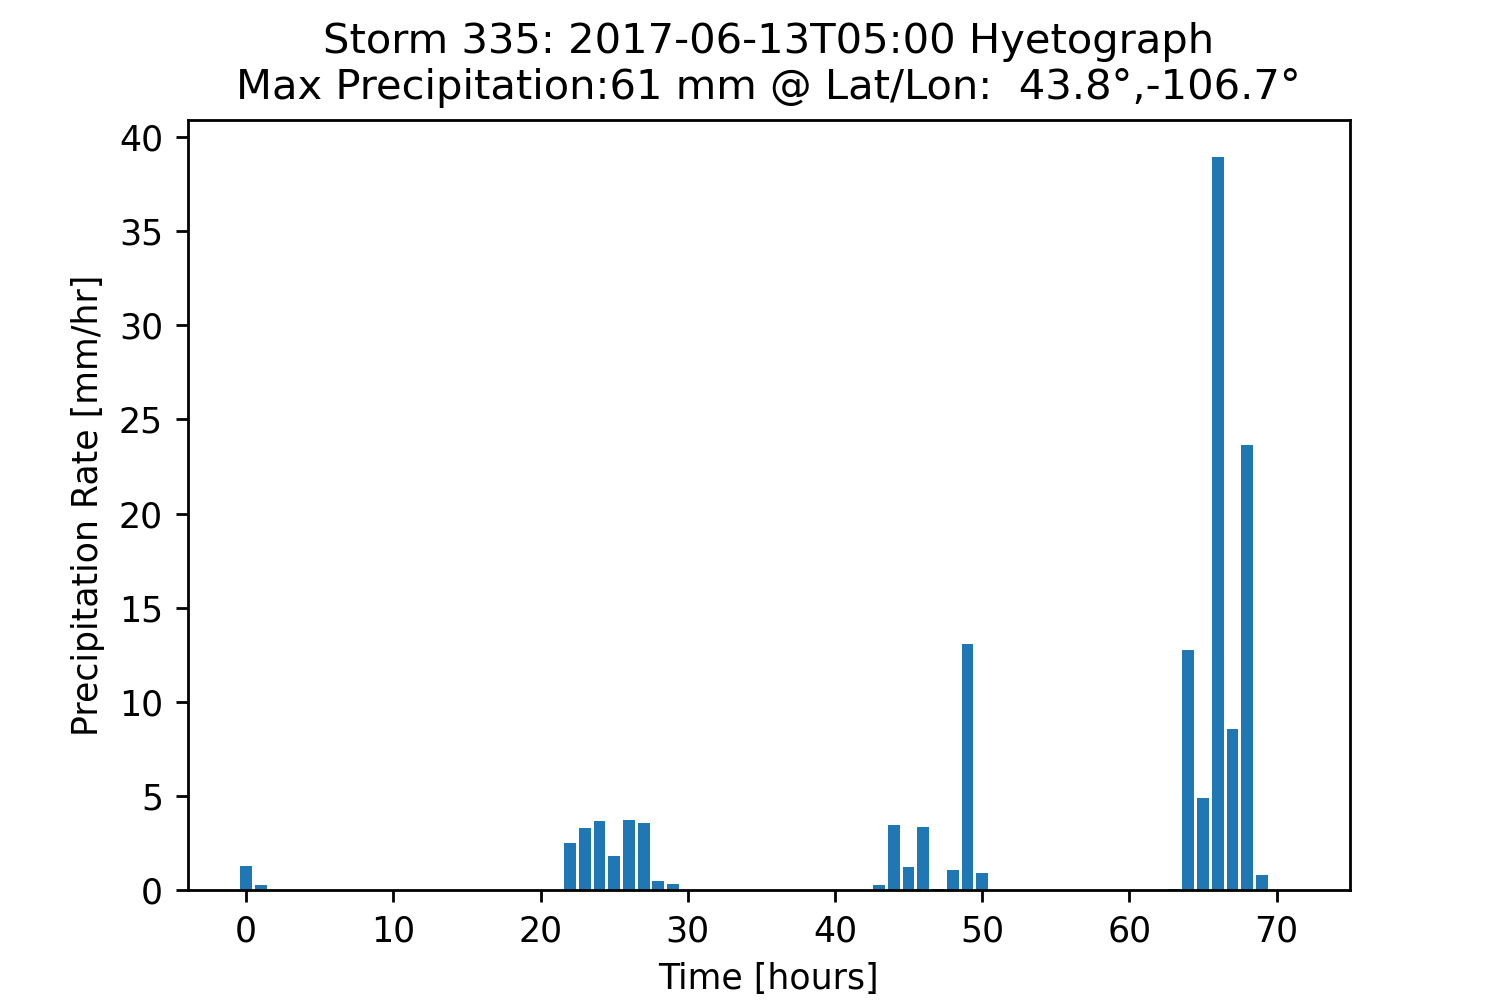 Storm 335: 2017-06-13T05:00 Hyetograph
Max Precipitation:61 mm @ Lat/Lon:  43.8°,-106.7°
40
35
30
25
20
15
10
5
0
Precipitation Rate [mm/hr]
0 10 20 30 40 50 60 70
Time [hours]